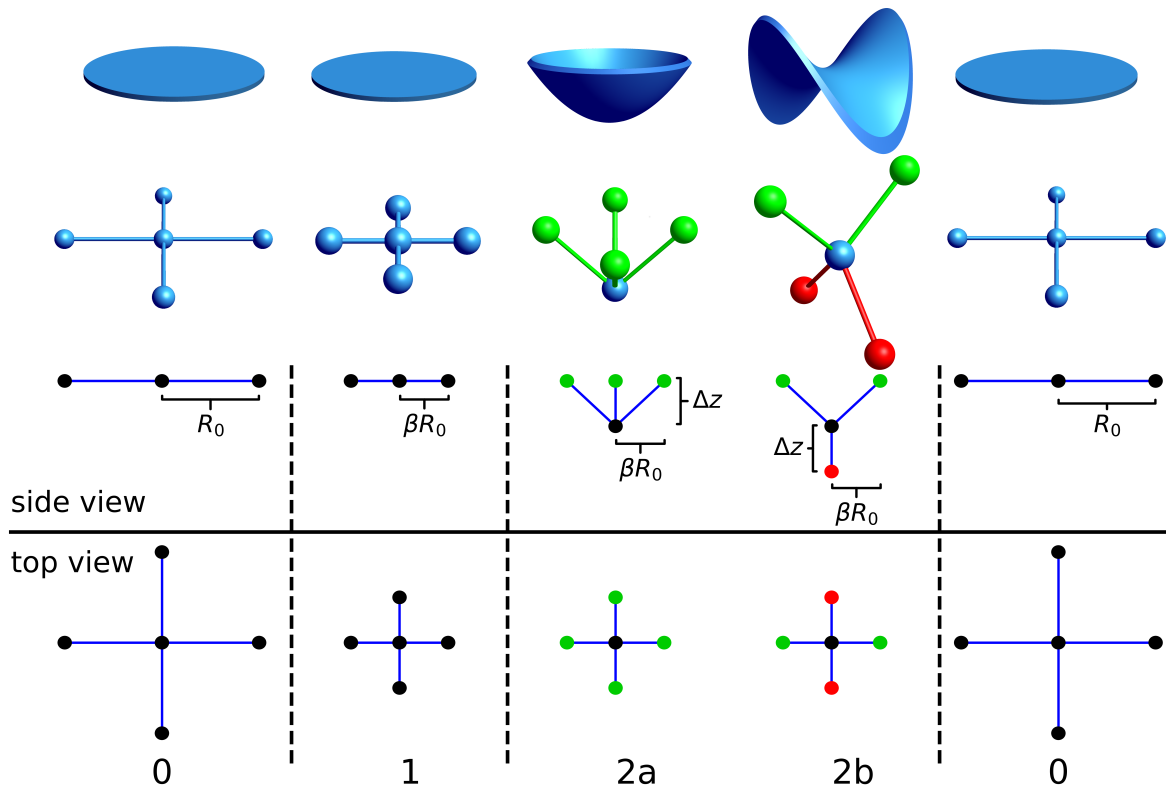 R₀
βR₀
Δz
βR₀
Δz
βR₀
R₀
side view
top view
0
1
2a
2b
0